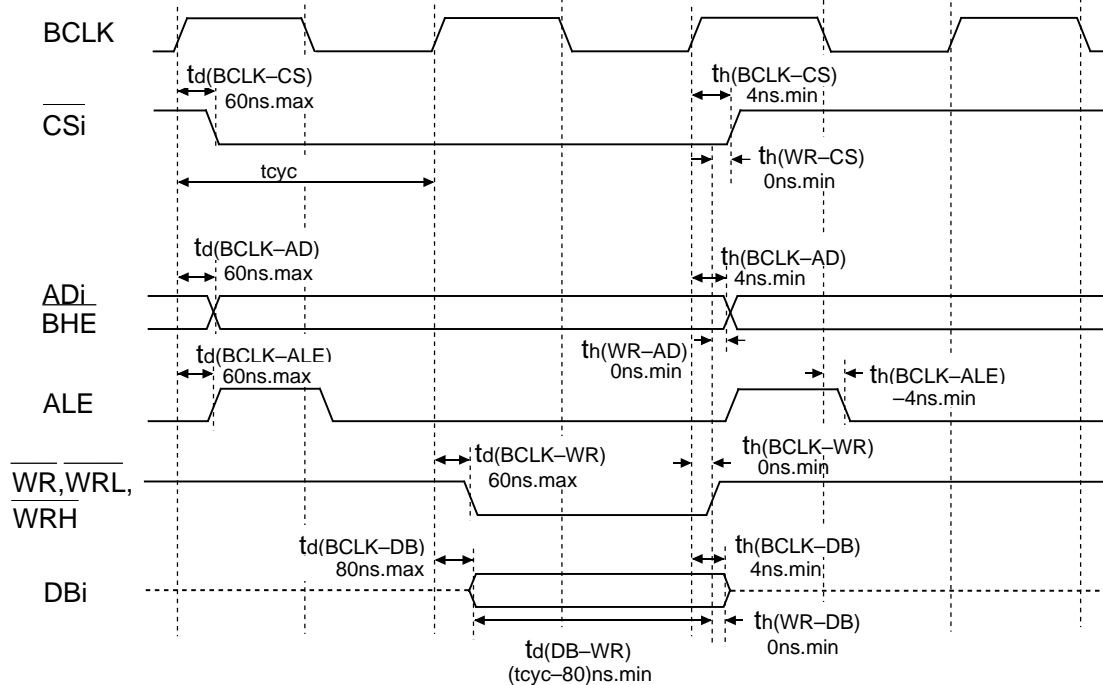 BCLK
td(BCLK–CS)
60ns.max
th(BCLK–CS)
4ns.min
CSi
th(WR–CS)
0ns.min
tcyc
td(BCLK–AD)
60ns.max
th(BCLK–AD)
4ns.min
ADi
BHE
th(WR–AD)
0ns.min
td(BCLK–ALE)
60ns.max
th(BCLK–ALE)
–4ns.min
ALE
td(BCLK–WR)
60ns.max
th(BCLK–WR)
0ns.min
WR,WRL,
WRH
td(BCLK–DB)
80ns.max
th(BCLK–DB)
4ns.min
DBi
td(DB–WR)
(tcyc–80)ns.min
th(WR–DB)
0ns.min